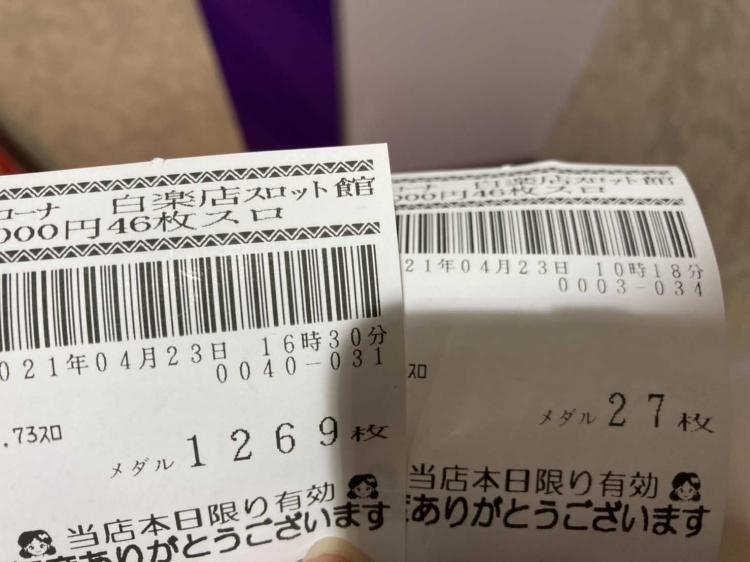 コーナー 白楽店スロット館
000円46枚スロ
021年04月23日 16時30分
0040-031
.73スロ
メダル 1269枚
当店本日限り有効
ありがとうございます
白楽店スロット館
000円46枚スロ
21年04月23日 10時18分
0003-034
スロ
メダル 27枚
当店本日限り有効
ありがとうございます